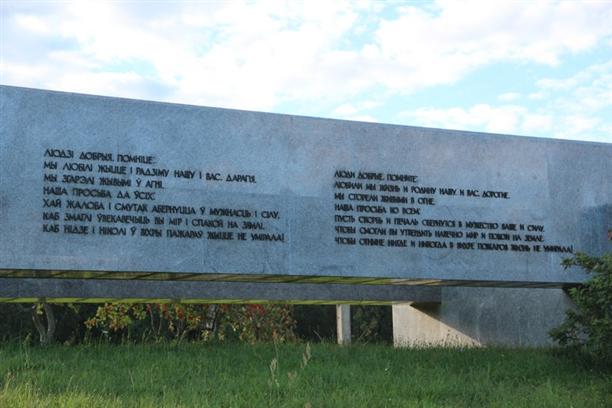 ЛЮДЗІ ДОБРЫЯ, ПОМНІЦЕ:
МЫ ЛЮБІЛІ ЖЫЦЦЁ І РАДЗІМУ НАШУ І ВАС, ДАРАГІЯ.
МЫ ЗГАРЭЛІ ЖЫВЫМІ Ў АГНІ.
НАША ПРОСЬБА ДА ЎСІХ:
ХАЙ ЖАЛОБА І СМУТАК АБЕРНУЦЦА Ў МУЖНАСЦЬ І СІЛУ,
КАБ ЗМАГЛІ ЎВЕКАВЕЧЫЦЬ ВЫ МІР І СПАКОЙ НА ЗЯМЛІ.
КАБ НІДЗЕ І НІКОЛІ Ў ВІХРЫ ПАЖАРАЎ ЖЫЦЦЁ НЕ ЎМІРАЛА!
ЛЮДИ ДОБРЫЕ, ПОМНИТЕ:
ЛЮБИЛИ МЫ ЖИЗНЬ И РОДИНУ НАШУ, И ВАС, ДОРОГИЕ.
МЫ СГОРЕЛИ ЖИВЫМИ В ОГНЕ.
НАША ПРОСЬБА КО ВСЕМ:
ПУСТЬ СКОРБЬ И ПЕЧАЛЬ ОБЕРНУТСЯ В МУЖЕСТВО ВАШЕ И СИЛУ,
ЧТОБЫ СМОГЛИ ВЫ УТВЕРДИТЬ НАВЕЧНО МИР И ПОКОЙ НА ЗЕМЛЕ.
ЧТОБЫ ОТНЫНЕ НИГДЕ И НИКОГДА В ВИХРЕ ПОЖАРОВ ЖИЗНЬ НЕ УМИРАЛА!